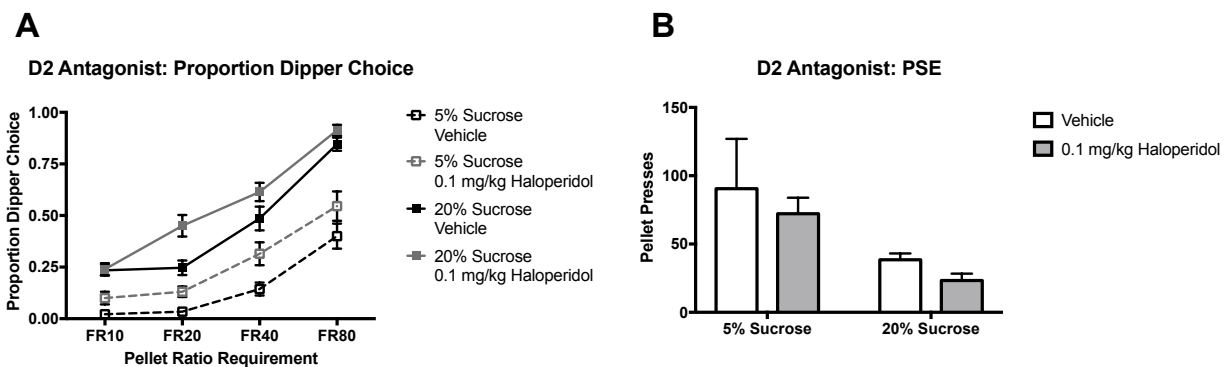 A
D2 Antagonist: Proportion Dipper Choice
Proportion Dipper Choice
1.00
0.75
0.50
0.25
0.00
FR10 FR20 FR40 FR80
Pellet Ratio Requirement
5% Sucrose
Vehicle
5% Sucrose
0.1 mg/kg Haloperidol
20% Sucrose
Vehicle
20% Sucrose
0.1 mg/kg Haloperidol
B
D2 Antagonist: PSE
Pellet Presses
150
100
50
0
5% Sucrose 20% Sucrose
Vehicle
0.1 mg/kg Haloperidol